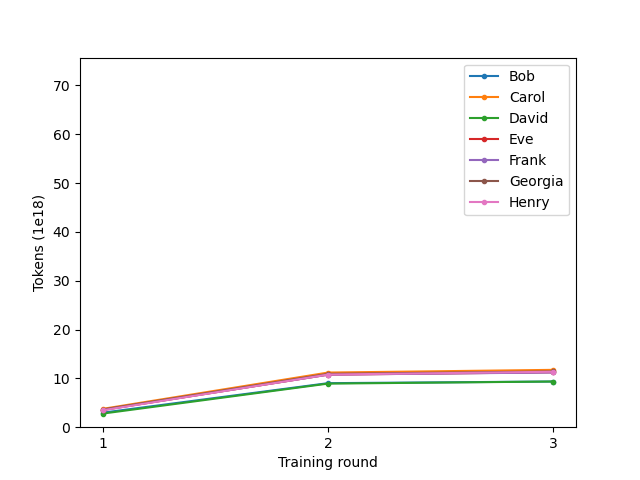 Tokens (1e18)
70
60
50
40
30
20
10
0
1
2
3
Training round
Bob
Carol
David
Eve
Frank
Georgia
Henry